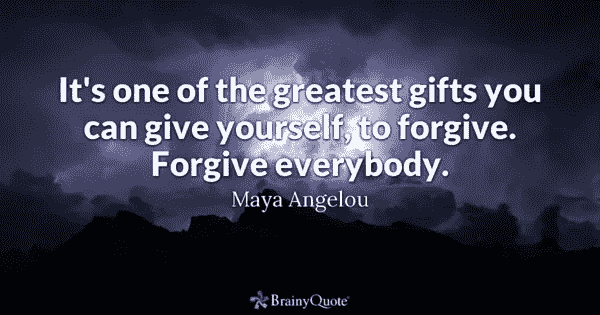 It's one of the greatest gifts you
can give yourself, to forgive.
Forgive everybody.
Maya Angelou
BrainyQuote